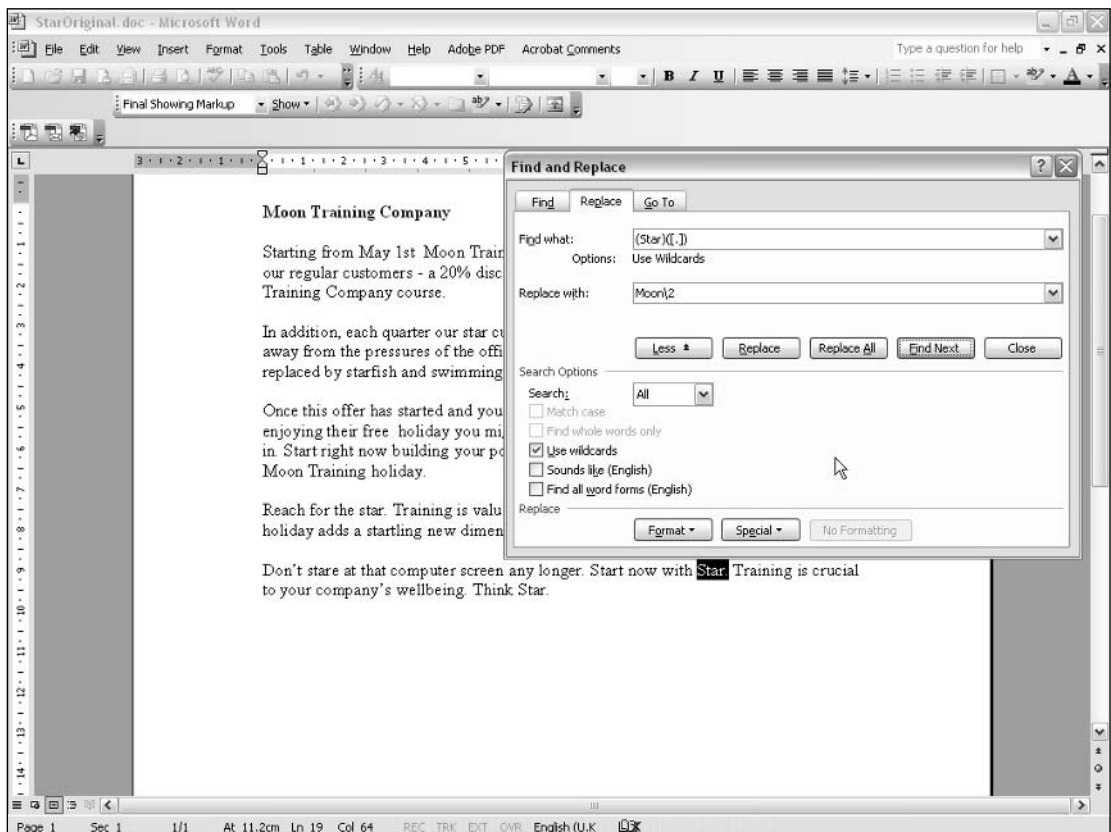 StarOriginal.doc - Microsoft Word
File Edit View Insert Format Tools Table Window Help Adobe PDF Acrobat Comments Type a question for help
Final Showing Markup Show
3 2 1 1 2 3 4 5
Find and Replace
Find Replace Go To
Find what: (Star)([.])
Options: Use Wildcards
Replace with: Moon\2
Less Replace Replace All Find Next Close
Search Options
Search: All
Match case
Find whole words only
Use wildcards
Sounds like (English)
Find all word forms (English)
Replace
Format Special No Formatting
Moon Training Company
Starting from May 1st Moon Train
our regular customers - a 20% disc
Training Company course.
In addition, each quarter our star cu
away from the pressures of the offi
replaced by starfish and swimming
Once this offer has started and you
enjoying their free holiday you mi
in. Start right now building your po
Moon Training holiday.
Reach for the star. Training is valu
holiday adds a startling new dimen
Don't stare at that computer screen any longer. Start now with Star. Training is crucial
to your company's wellbeing. Think Star.
Page 1 Sec 1 1/1 At 11.2cm Ln 19 Col 64 REC TRK EXT OVR English (U.K